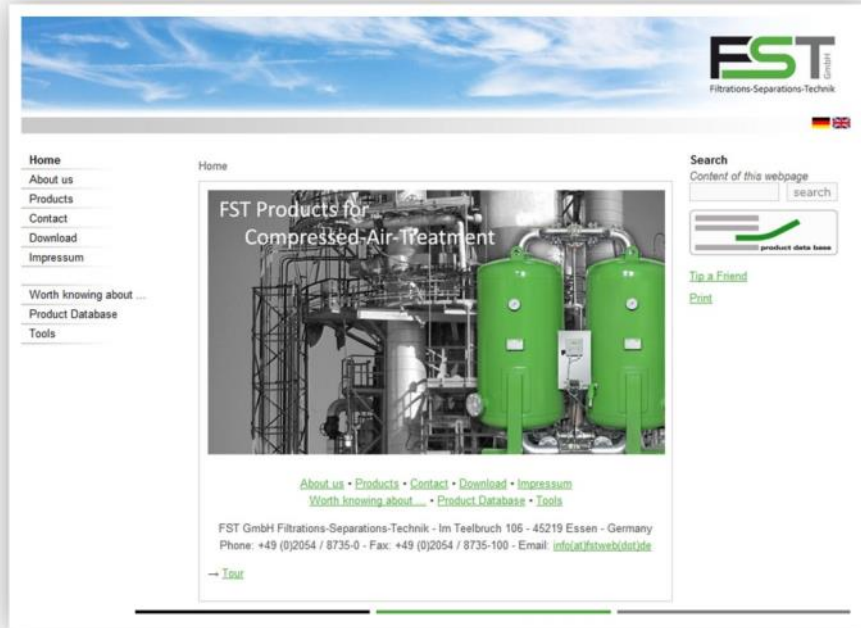 FST GmbH
Filtrations-Separations-Technik
Home
About us
Products
Contact
Download
Impressum
Worth knowing about ...
Product Database
Tools
Home
FST Products for
Compressed-Air-Treatment
About us • Products • Contact • Download • Impressum
Worth knowing about ... • Product Database • Tools
FST GmbH Filtrations-Separations-Technik - Im Teelbruch 106 - 45219 Essen - Germany
Phone: +49 (0)2054 / 8735-0 - Fax: +49 (0)2054 / 8735-100 - Email: info(at)fstweb(dot)de
→ Tour
Search
Content of this webpage
search
product data base
Tip a Friend
Print